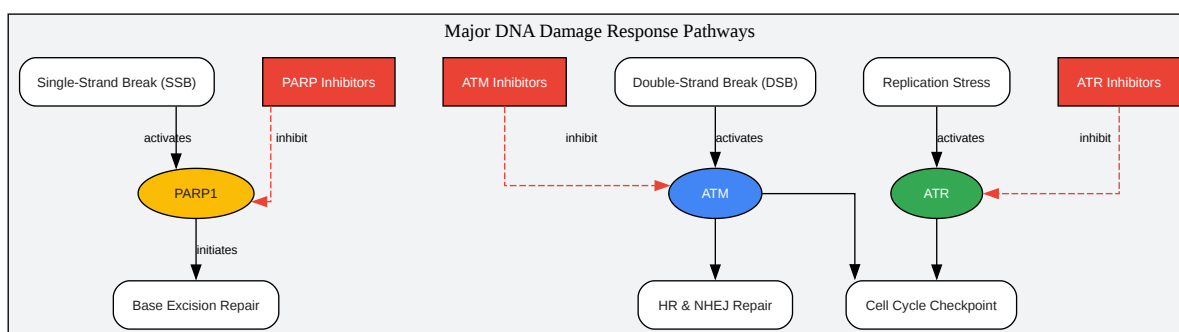 Major DNA Damage Response Pathways
Single-Strand Break (SSB)
PARP Inhibitors
ATM Inhibitors
Double-Strand Break (DSB)
Replication Stress
ATR Inhibitors
activates
inhibit
inhibit
activates
activates
inhibit
PARP1
ATM
ATR
initiates
Base Excision Repair
HR & NHEJ Repair
Cell Cycle Checkpoint